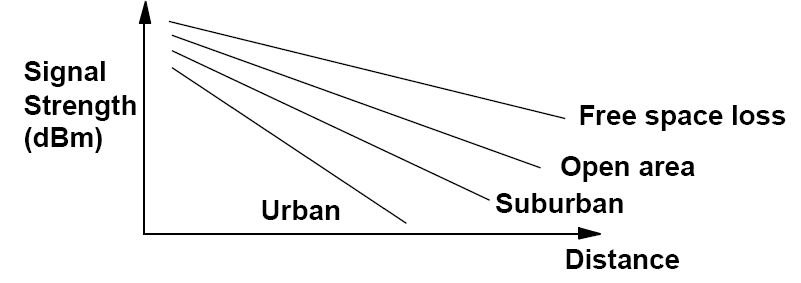 Signal
Strength
(dBm)
Free space loss
Open area
Suburban
Urban
Distance